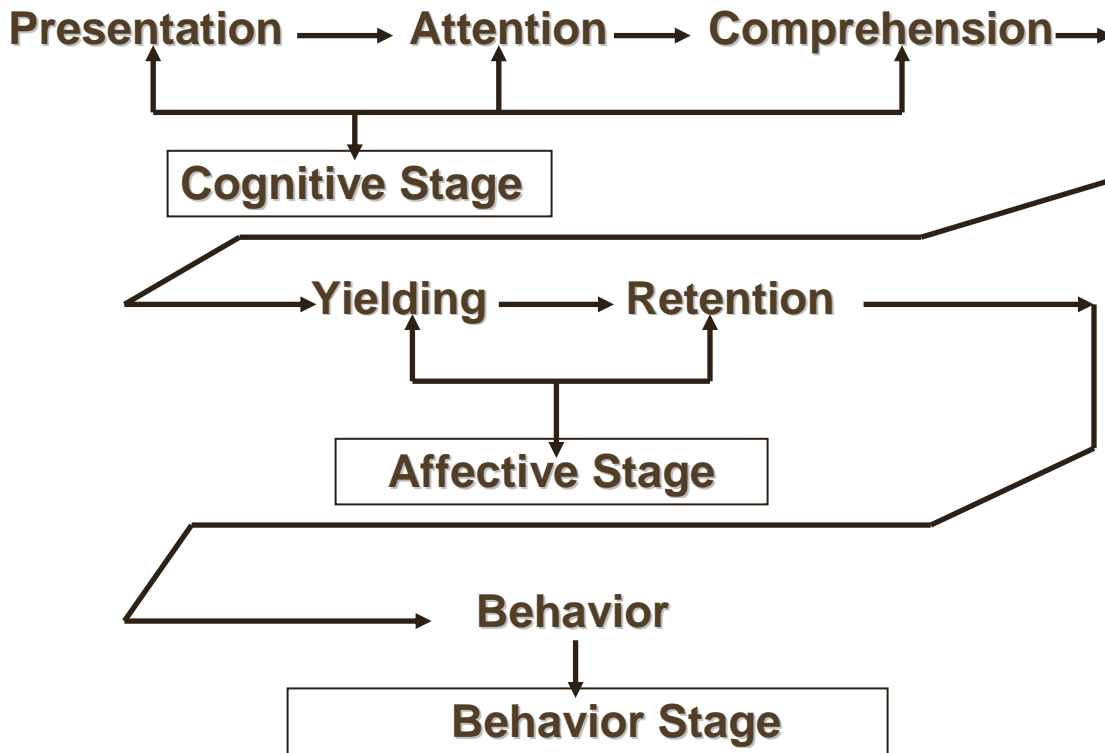 Presentation Attention Comprehension
Cognitive Stage
Yielding Retention
Affective Stage
Behavior
Behavior Stage